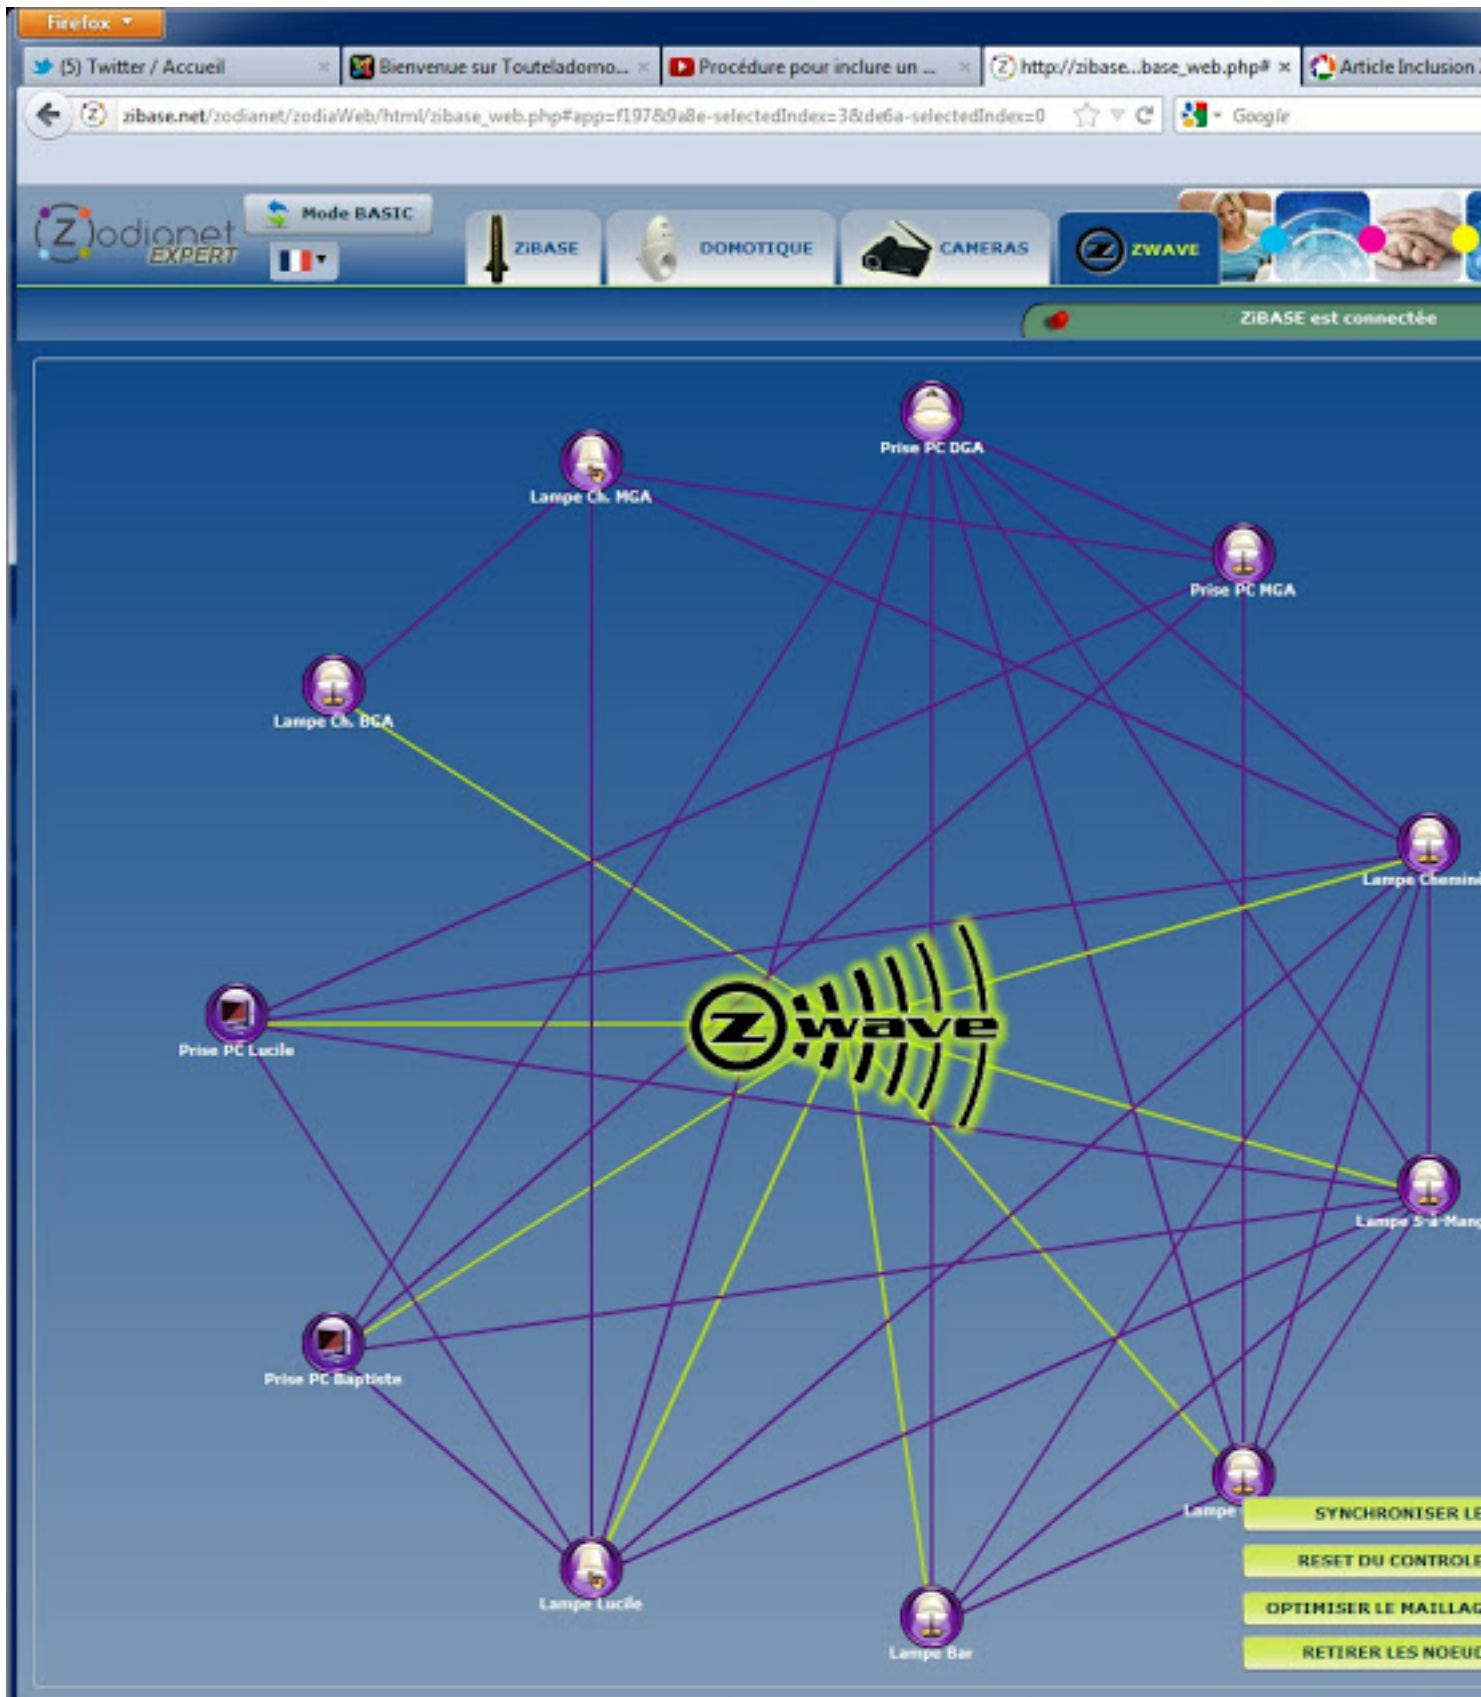 Firefox
(5) Twitter / Accueil
Bienvenue sur Touteladomo...
Procédure pour inclure un ...
http://zibase...base_web.php#
Article Inclusion
zibase.net/zodianet/zodiaWeb/html/zibase_web.php#app=f197&9a8e-selectedIndex=3&de6a-selectedIndex=0
Google
Zodianet
EXPERT
Mode BASIC
ZiBASE
DOMOTIQUE
CAMERAS
ZWAVE
ZiBASE est connectée
Prise PC DGA
Lampe Ch. MGA
Prise PC MGA
Lampe Ch. BGA
Lampe Cheminé
Z wave
Prise PC Lucile
Lampe S-à-Mang
Prise PC Baptiste
Lampe
SYNCHRONISER LE
RESET DU CONTROLE
Lampe Lucile
OPTIMISER LE MAILLAG
Lampe Bar
RETIRER LES NOEUD